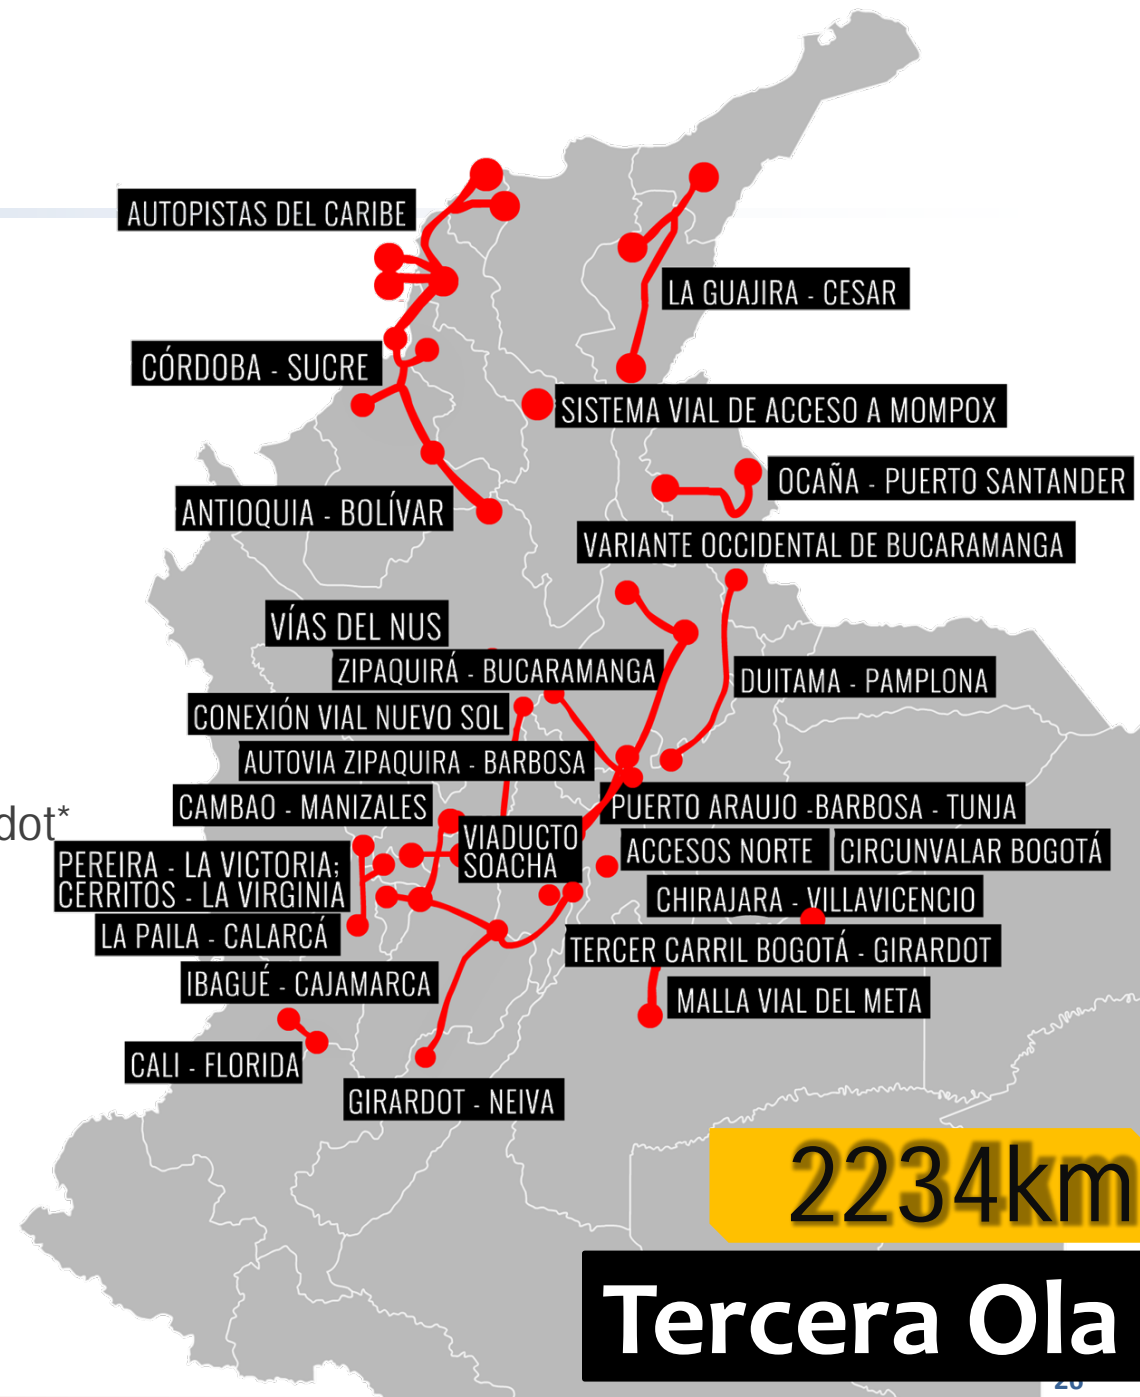 AUTOPISTAS DEL CARIBE
LA GUAJIRA - CESAR
CÓRDOBA - SUCRE
SISTEMA VIAL DE ACCESO A MOMPOX
OCAÑA - PUERTO SANTANDER
ANTIOQUIA - BOLÍVAR
VARIANTE OCCIDENTAL DE BUCARAMANGA
VÍAS DEL NUS
ZIPAQUIRÁ - BUCARAMANGA
DUITAMA - PAMPLONA
CONEXIÓN VIAL NUEVO SOL
AUTOVIA ZIPAQUIRA - BARBOSA
CAMBAO - MANIZALES
PUERTO ARAUJO -BARBOSA - TUNJA
dot*
VIADUCTO
SOACHA
ACCESOS NORTE
CIRCUNVALAR BOGOTÁ
PEREIRA - LA VICTORIA;
CERRITOS - LA VIRGINIA
CHIRAJARA - VILLAVICENCIO
LA PAILA - CALARCÁ
TERCER CARRIL BOGOTÁ - GIRARDOT
IBAGUÉ - CAJAMARCA
MALLA VIAL DEL META
CALI - FLORIDA
GIRARDOT - NEIVA
2234km
Tercera Ola